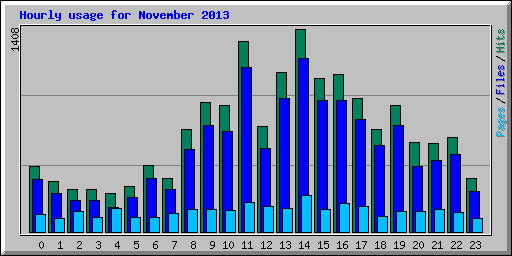 Hourly usage for November 2013
1408
Pages / Files / Hits
0 1 2 3 4 5 6 7 8 9 10 11 12 13 14 15 16 17 18 19 20 21 22 23